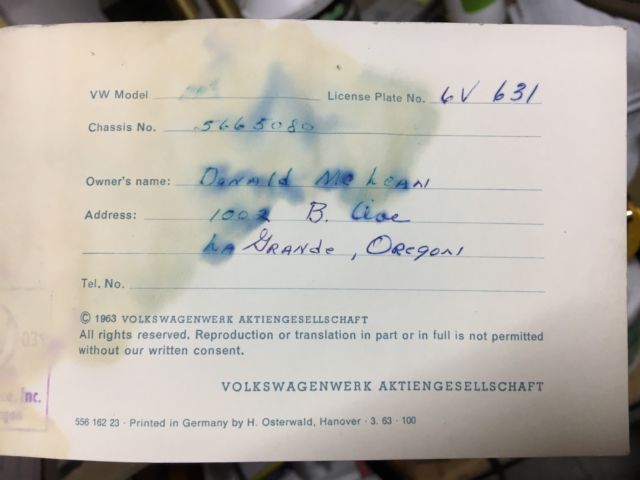 VW Model License Plate No. 6V 631
Chassis No. 5665080
Owner's name: Donald McLean
Address: 1002 B. Ave
La Grande, Oregon
Tel. No.
© 1963 VOLKSWAGENWERK AKTIENGESELLSCHAFT
All rights reserved. Reproduction or translation in part or in full is not permitted
without our written consent.
VOLKSWAGENWERK AKTIENGESELLSCHAFT
Inc.
556 162 23 · Printed in Germany by H. Osterwald, Hanover · 3. 63 · 100